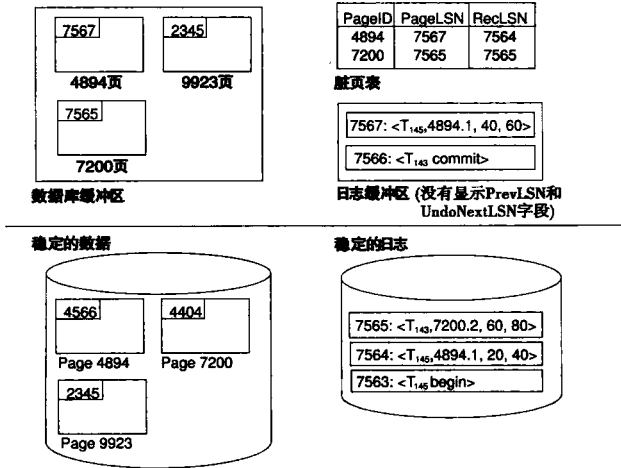 7567
2345
4894页
9923页
7565
7200页
数据库缓冲区
PageID PageLSN RecLSN
4894 7567 7564
7200 7565 7565
脏页表
7567: <T145,4894.1, 40, 60>
7566: <T143 commit>
日志缓冲区 (没有显示PrevLSN和
UndoNextLSN字段)
稳定的数据
4566
4404
Page 4894
Page 7200
2345
Page 9923
稳定的日志
7565: <T143,7200.2, 60, 80>
7564: <T145,4894.1, 20, 40>
7563: <T145 begin>